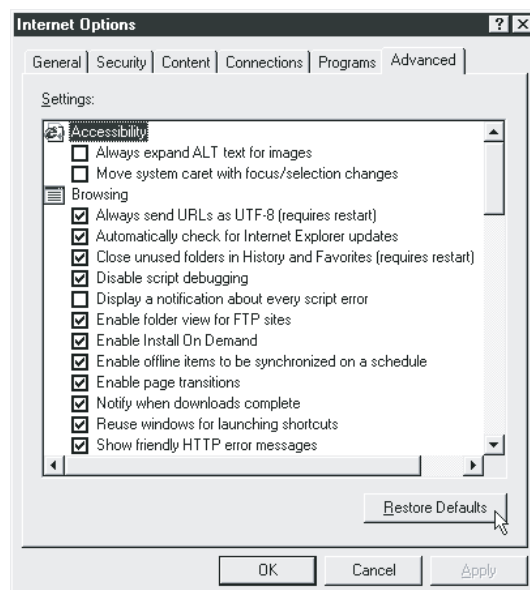 Internet Options
General Security Content Connections Programs Advanced
Settings:
Accessibility
Always expand ALT text for images
Move system caret with focus/selection changes
Browsing
Always send URLs as UTF-8 (requires restart)
Automatically check for Internet Explorer updates
Close unused folders in History and Favorites (requires restart)
Disable script debugging
Display a notification about every script error
Enable folder view for FTP sites
Enable Install On Demand
Enable offline items to be synchronized on a schedule
Enable page transitions
Notify when downloads complete
Reuse windows for launching shortcuts
Show friendly HTTP error messages
Restore Defaults
OK Cancel Apply